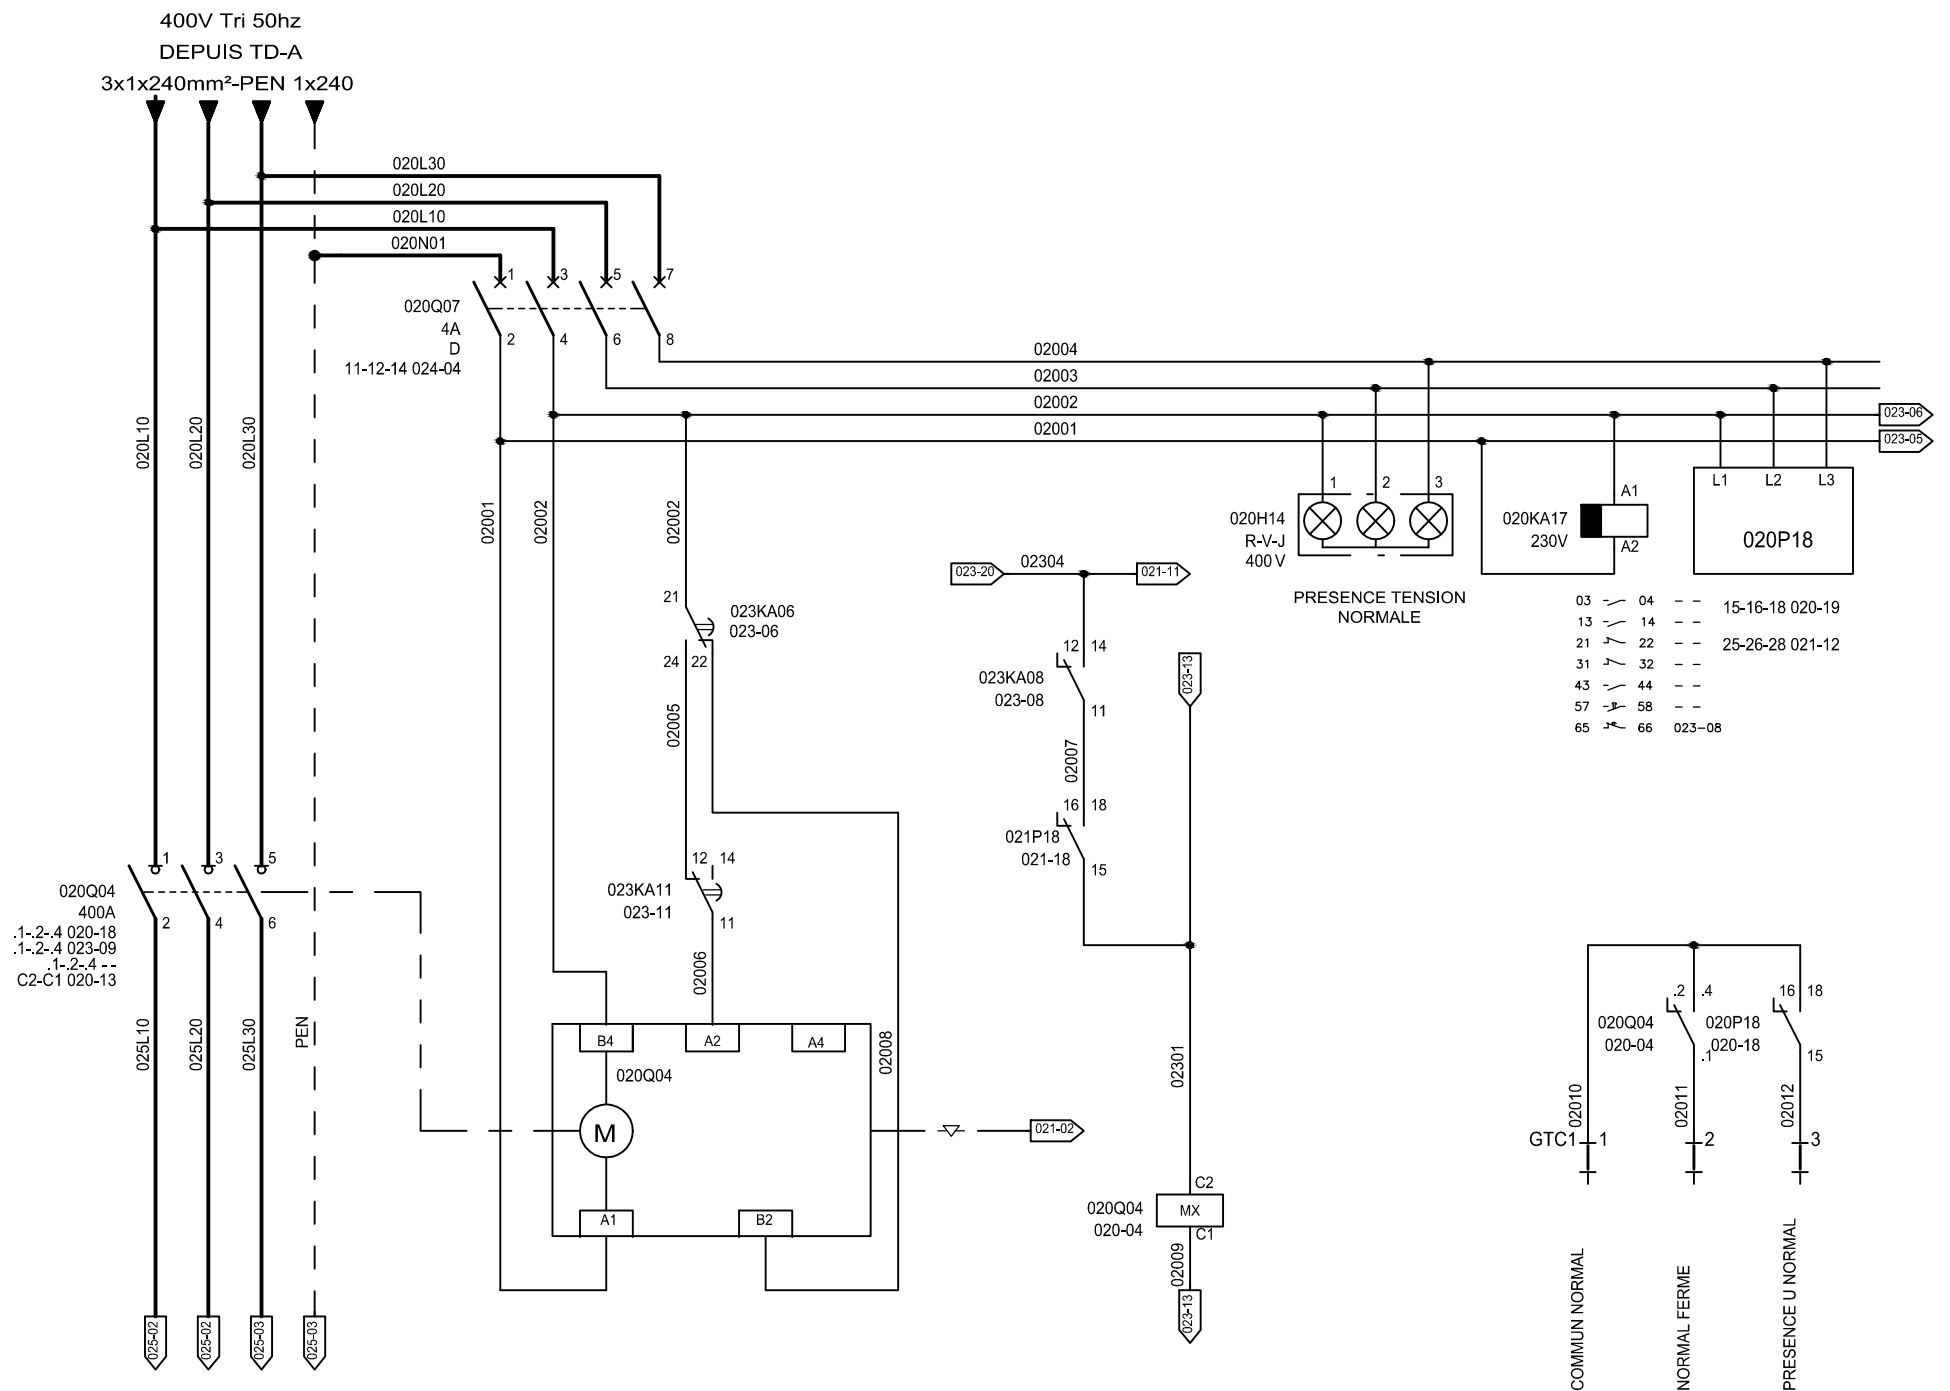 400V Tri 50hz
DEPUIS TD-A
3x1x240mm²-PEN 1x240
020L30
020L20
020L10
020N01
1
3
5
7
020Q07
4A
D
11-12-14 024-04
2
4
6
8
02004
02003
02002
02001
023-06
023-05
020L10
020L20
020L30
02001
02002
02002
1
2
3
020H14
R-V-J
400 V
PRESENCE TENSION
NORMALE
A1
020KA17
230V
A2
L1
L2
L3
020P18
03
04
- -
15-16-18 020-19
13
14
- -
21
22
- -
25-26-28 021-12
31
32
- -
43
44
- -
57
58
- -
65
66
023-08
023-20
02304
021-11
21
023KA06
023-06
24
22
02005
12
14
023KA08
023-08
11
02007
023-13
16
18
021P18
021-18
15
12
14
023KA11
023-11
11
02006
1
3
5
020Q04
400A
.1-.2-.4 020-18
.1-.2-.4 023-09
.1-.2-.4 --
C2-C1 020-13
2
4
6
025L10
025L20
025L30
PEN
B4
A2
A4
020Q04
M
A1
B2
02008
021-02
02301
C2
020Q04
020-04
MX
C1
02009
023-13
.2
.4
020Q04
020-04
.1
16
18
020P18
020-18
15
02010
02011
02012
GTC1
1
2
3
COMMUN NORMAL
NORMAL FERME
PRESENCE U NORMAL
025-02
025-02
025-03
025-03